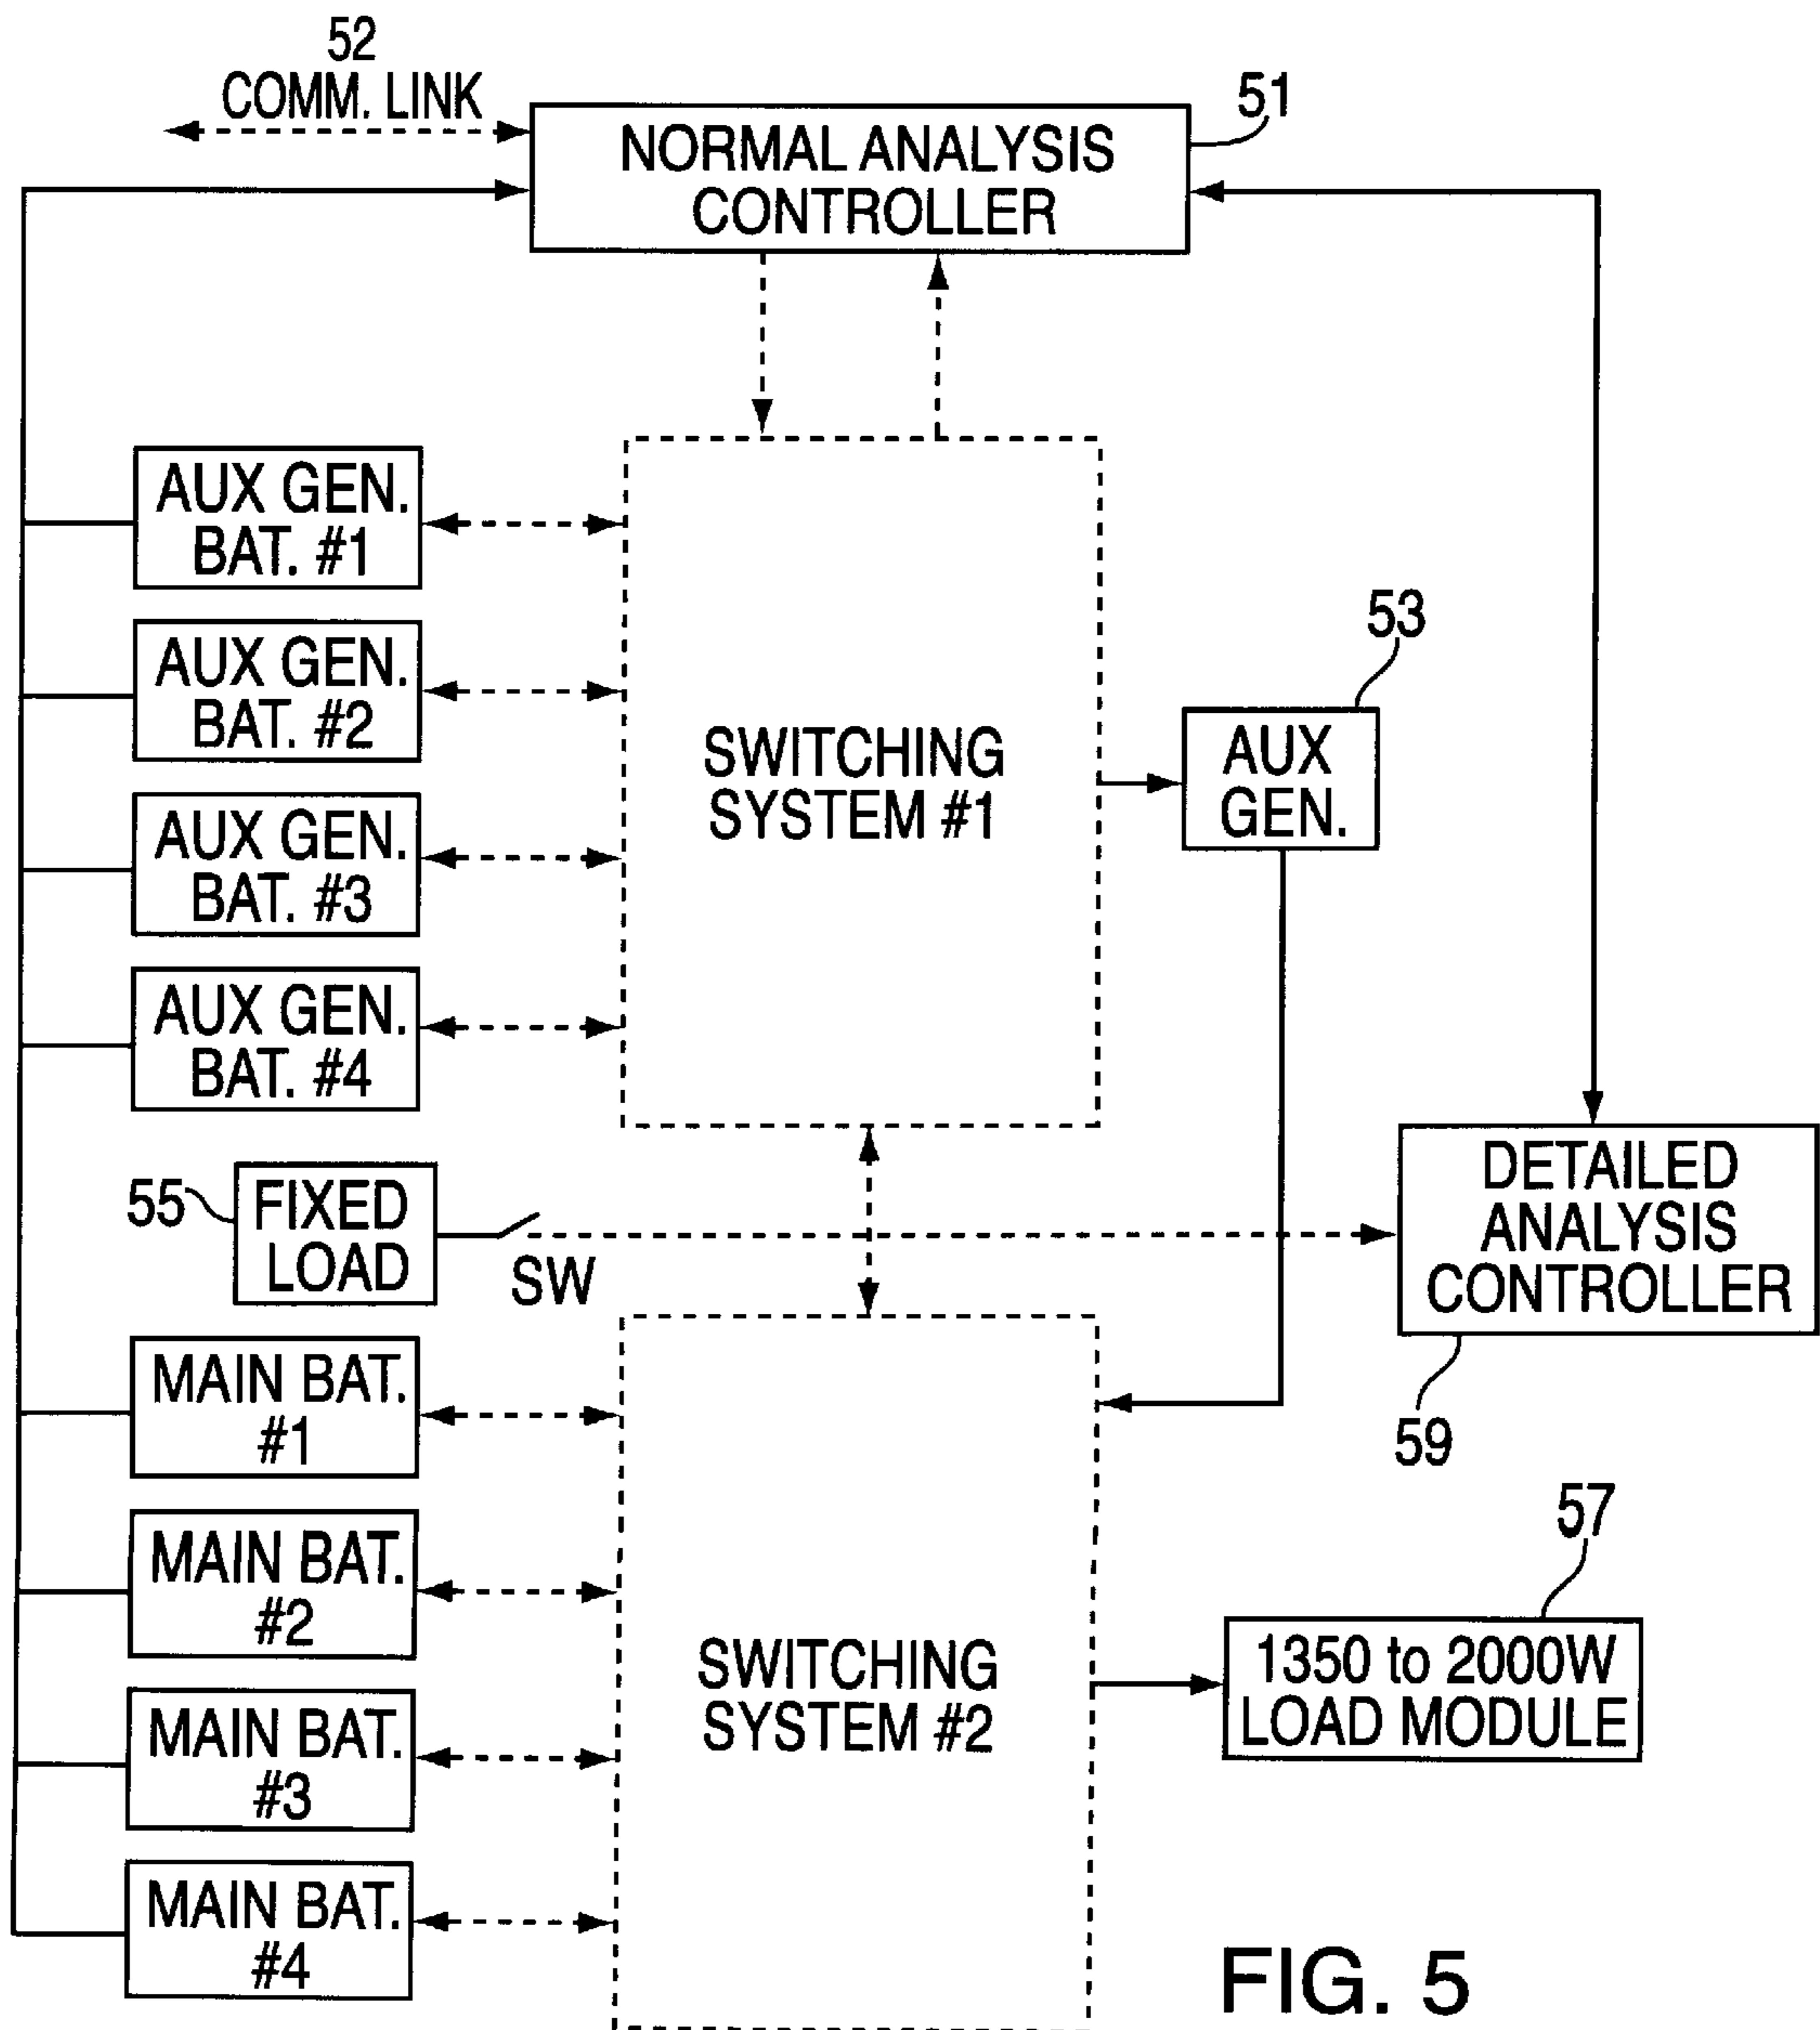 52
COMM. LINK
51
NORMAL ANALYSIS
CONTROLLER
AUX GEN.
BAT. #1
AUX GEN.
BAT. #2
AUX GEN.
BAT. #3
AUX GEN.
BAT. #4
SWITCHING
SYSTEM #1
53
AUX
GEN.
55
FIXED
LOAD
SW
DETAILED
ANALYSIS
CONTROLLER
59
MAIN BAT.
#1
MAIN BAT.
#2
MAIN BAT.
#3
MAIN BAT.
#4
SWITCHING
SYSTEM #2
57
1350 to 2000W
LOAD MODULE
FIG. 5